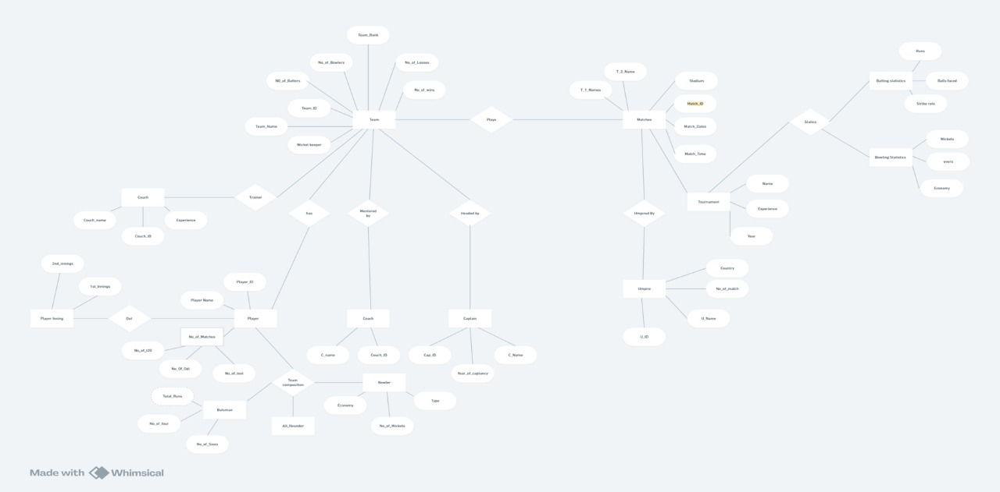 Team_Rank
No_of_Bowlers
No_of_Losses
N0_of_Batters
No_of_wins
Team_ID
Team_Name
Team
Wicket keeper
Plays
T_2_Name
T_1_Names
Stadium
Match_ID
Matches
Match_Dates
Match_Time
Runs
Batting statistics
Balls faced
Strike rate
Statics
Wickets
Bowling Statistics
overs
Economy
Couch
Trainer
Couch_name
Experience
Couch_ID
has
Mentored
by
Headed by
Umpired By
Tournament
Name
Experience
Year
2nd_innings
1st_Innings
Player Inning
Out
Player_ID
Player Name
Player
No_of_Matches
No_of_t20
No_Of_Odi
No_of_test
Coach
C_name
Couch_ID
Captain
Cap_ID
C_Name
Year_of_captancy
Umpire
Country
No_of_match
U_Name
U_ID
Team
composition
Bowler
Economy
Type
No_of_Wickets
Total_Runs
Batsman
No_of_four
No_of_Sixes
All_Rounder
Made with Whimsical